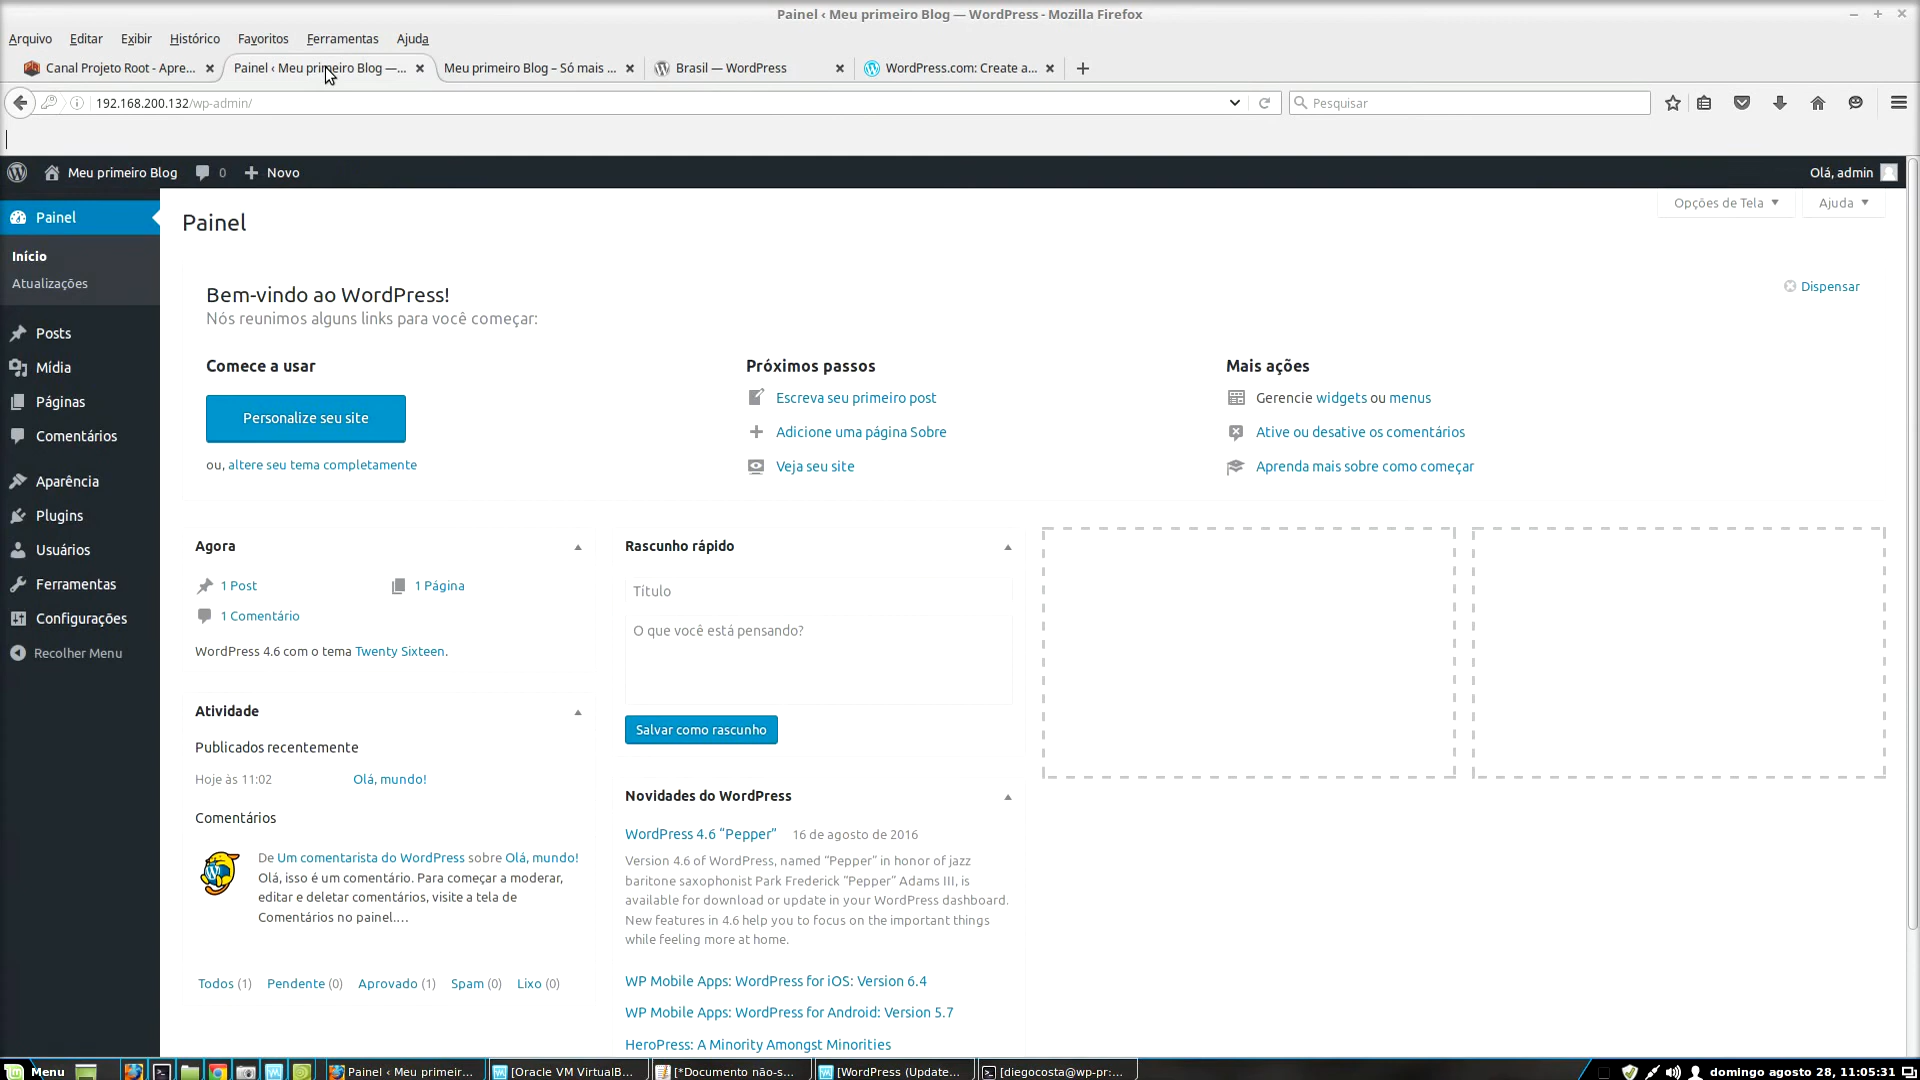 Painel ‹ Meu primeiro Blog — WordPress - Mozilla Firefox
Arquivo Editar Exibir Histórico Favoritos Ferramentas Ajuda
Canal Projeto Root - Apre... Painel ‹ Meu primeiro Blog —... Meu primeiro Blog – Só mais ... Brasil — WordPress WordPress.com: Create a...
192.168.200.132/wp-admin/ Pesquisar
Meu primeiro Blog 0 Novo Olá, admin
Opções de Tela Ajuda
Painel
Início
Atualizações
Posts
Mídia
Páginas
Comentários
Aparência
Plugins
Usuários
Ferramentas
Configurações
Recolher Menu
Painel
Bem-vindo ao WordPress!
Dispensar
Nós reunimos alguns links para você começar:
Comece a usar
Personalize seu site
ou, altere seu tema completamente
Próximos passos
Escreva seu primeiro post
Adicione uma página Sobre
Veja seu site
Mais ações
Gerencie widgets ou menus
Ative ou desative os comentários
Aprenda mais sobre como começar
Agora
1 Post 1 Página
1 Comentário
WordPress 4.6 com o tema Twenty Sixteen.
Atividade
Publicados recentemente
Hoje às 11:02 Olá, mundo!
Comentários
De Um comentarista do WordPress sobre Olá, mundo!
Olá, isso é um comentário. Para começar a moderar,
editar e deletar comentários, visite a tela de
Comentários no painel.…
Todos (1) Pendente (0) Aprovado (1) Spam (0) Lixo (0)
Rascunho rápido
Título
O que você está pensando?
Salvar como rascunho
Novidades do WordPress
WordPress 4.6 “Pepper” 16 de agosto de 2016
Version 4.6 of WordPress, named “Pepper” in honor of jazz
baritone saxophonist Park Frederick “Pepper” Adams III, is
available for download or update in your WordPress dashboard.
New features in 4.6 help you to focus on the important things
while feeling more at home.
WP Mobile Apps: WordPress for iOS: Version 6.4
WP Mobile Apps: WordPress for Android: Version 5.7
HeroPress: A Minority Amongst Minorities
Menu Painel ‹ Meu primeir... [Oracle VM VirtualB... [*Documento não-s... [WordPress (Update... [diegocosta@wp-pr:... domingo agosto 28, 11:05:31